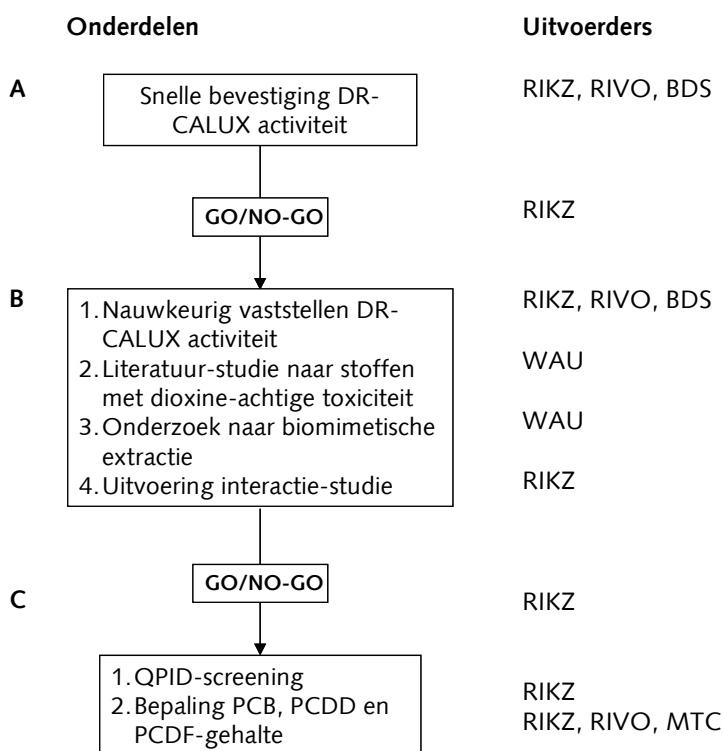 Onderdelen Uitvoerders
A Snelle bevestiging DR- RIKZ, RIVO, BDS
CALUX activiteit
GO/NO-GO RIKZ
B 1. Nauwkeurig vaststellen DR- RIKZ, RIVO, BDS
CALUX activiteit
2. Literatuur-studie naar stoffen WAU
met dioxine-achtige toxiciteit
3. Onderzoek naar biomimetische WAU
extractie
4. Uitvoering interactie-studie RIKZ
GO/NO-GO
C RIKZ
1. QPID-screening RIKZ
2. Bepaling PCB, PCDD en RIKZ, RIVO, MTC
PCDF-gehalte